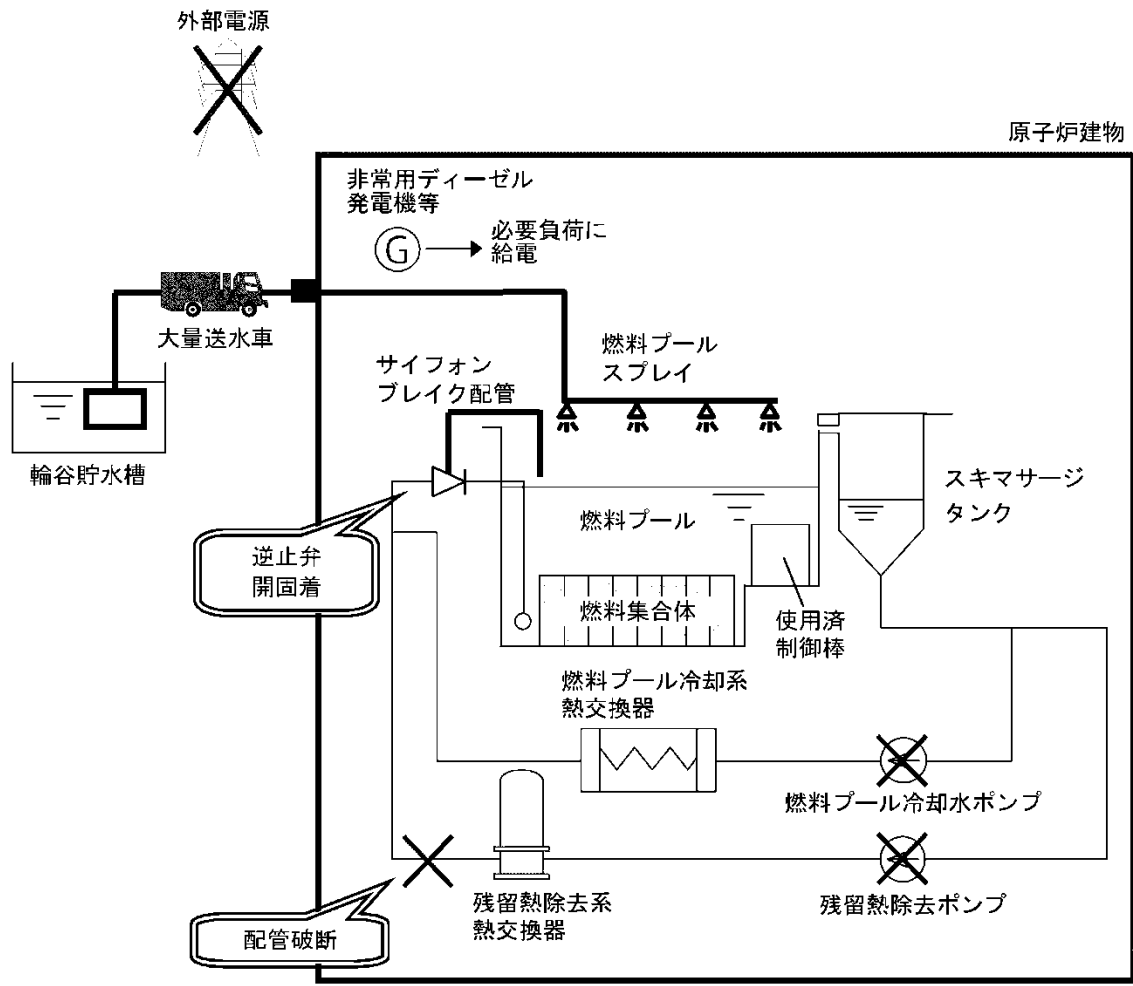 外部電源
原子炉建物
非常用ディーゼル
発電機等
G
必要負荷に
給電
大量送水車
燃料プール
スプレイ
サイフォン
ブレイク配管
輪谷貯水槽
スキマサージ
タンク
燃料プール
逆止弁
開固着
燃料集合体
使用済
制御棒
燃料プール冷却系
熱交換器
燃料プール冷却水ポンプ
残留熱除去系
熱交換器
残留熱除去ポンプ
配管破断